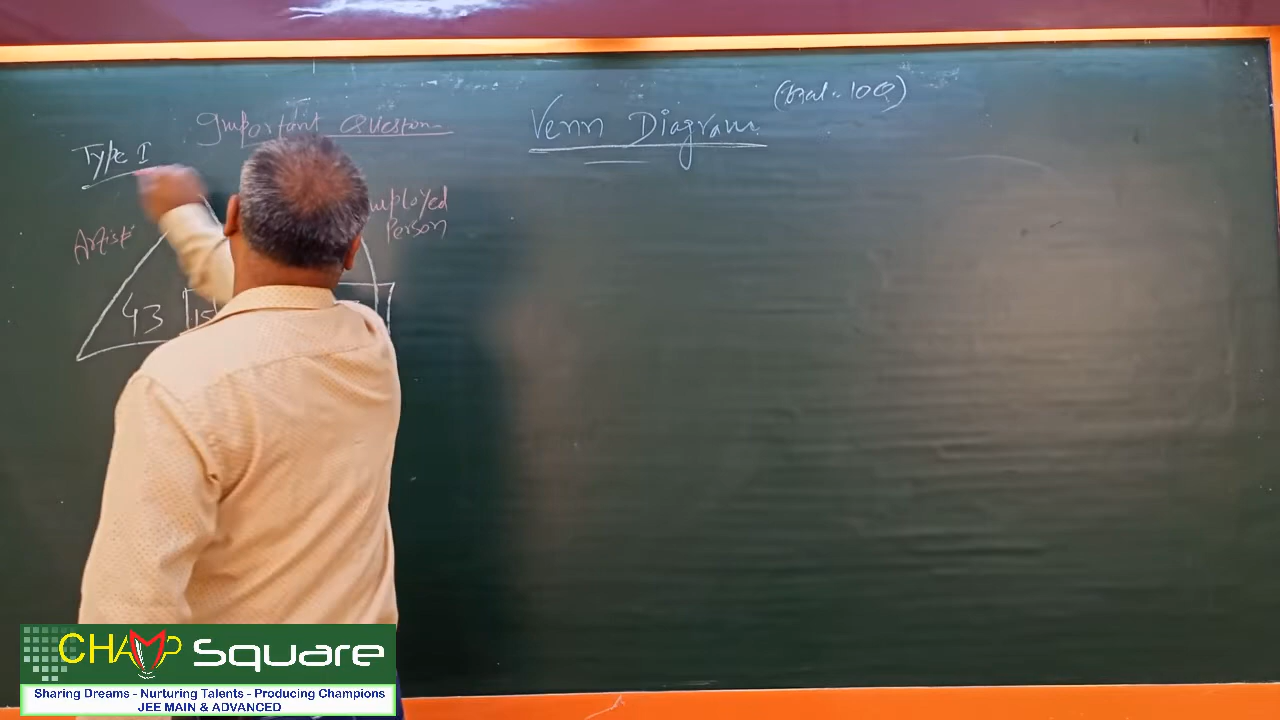 (Total = 10Q)
Important Question
Venn Diagram
Type I
Employed
Person
Artist
43
15
CHAMP Square
Sharing Dreams - Nurturing Talents - Producing Champions
JEE MAIN & ADVANCED